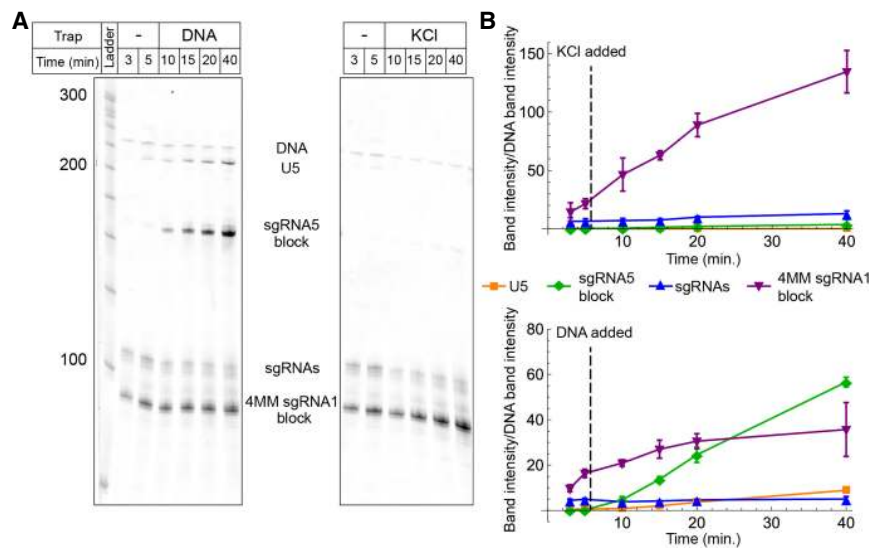 A
Trap
Ladder
-
DNA
Time (min)
3
5
10
15
20
40
-
KCl
3
5
10
15
20
40
300
200
100
DNA
U5
sgRNA5
block
sgRNAs
4MM sgRNA1
block
B
Band intensity/DNA band intensity
150
100
50
KCl added
10
20
30
40
Time (min.)
U5
sgRNA5
block
sgRNAs
4MM sgRNA1
block
Band intensity/DNA band intensity
80
60
40
20
DNA added
10
20
30
40
Time (min.)